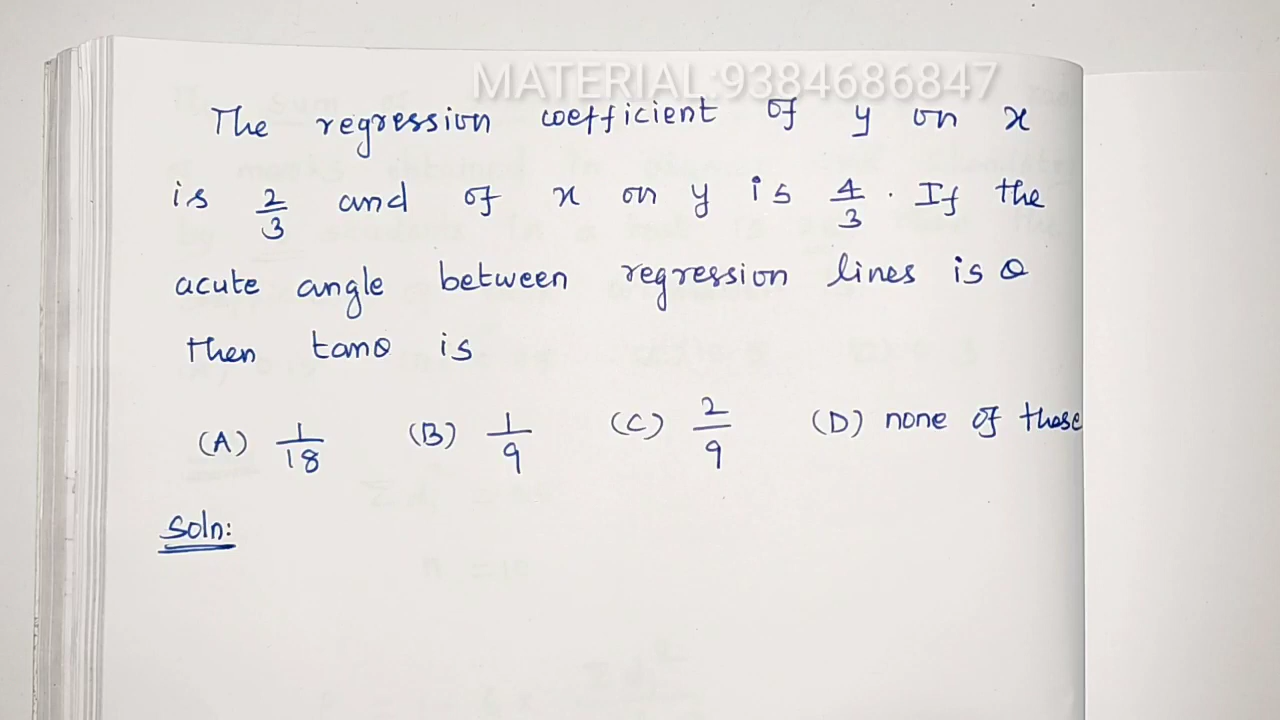 MATERIAL:9384686847
The regression coefficient of y on x
is 2/3 and of x on y is 4/3. If the
acute angle between regression lines is θ
then tanθ is
(A) 1/18 (B) 1/9 (C) 2/9 (D) none of these
Soln: